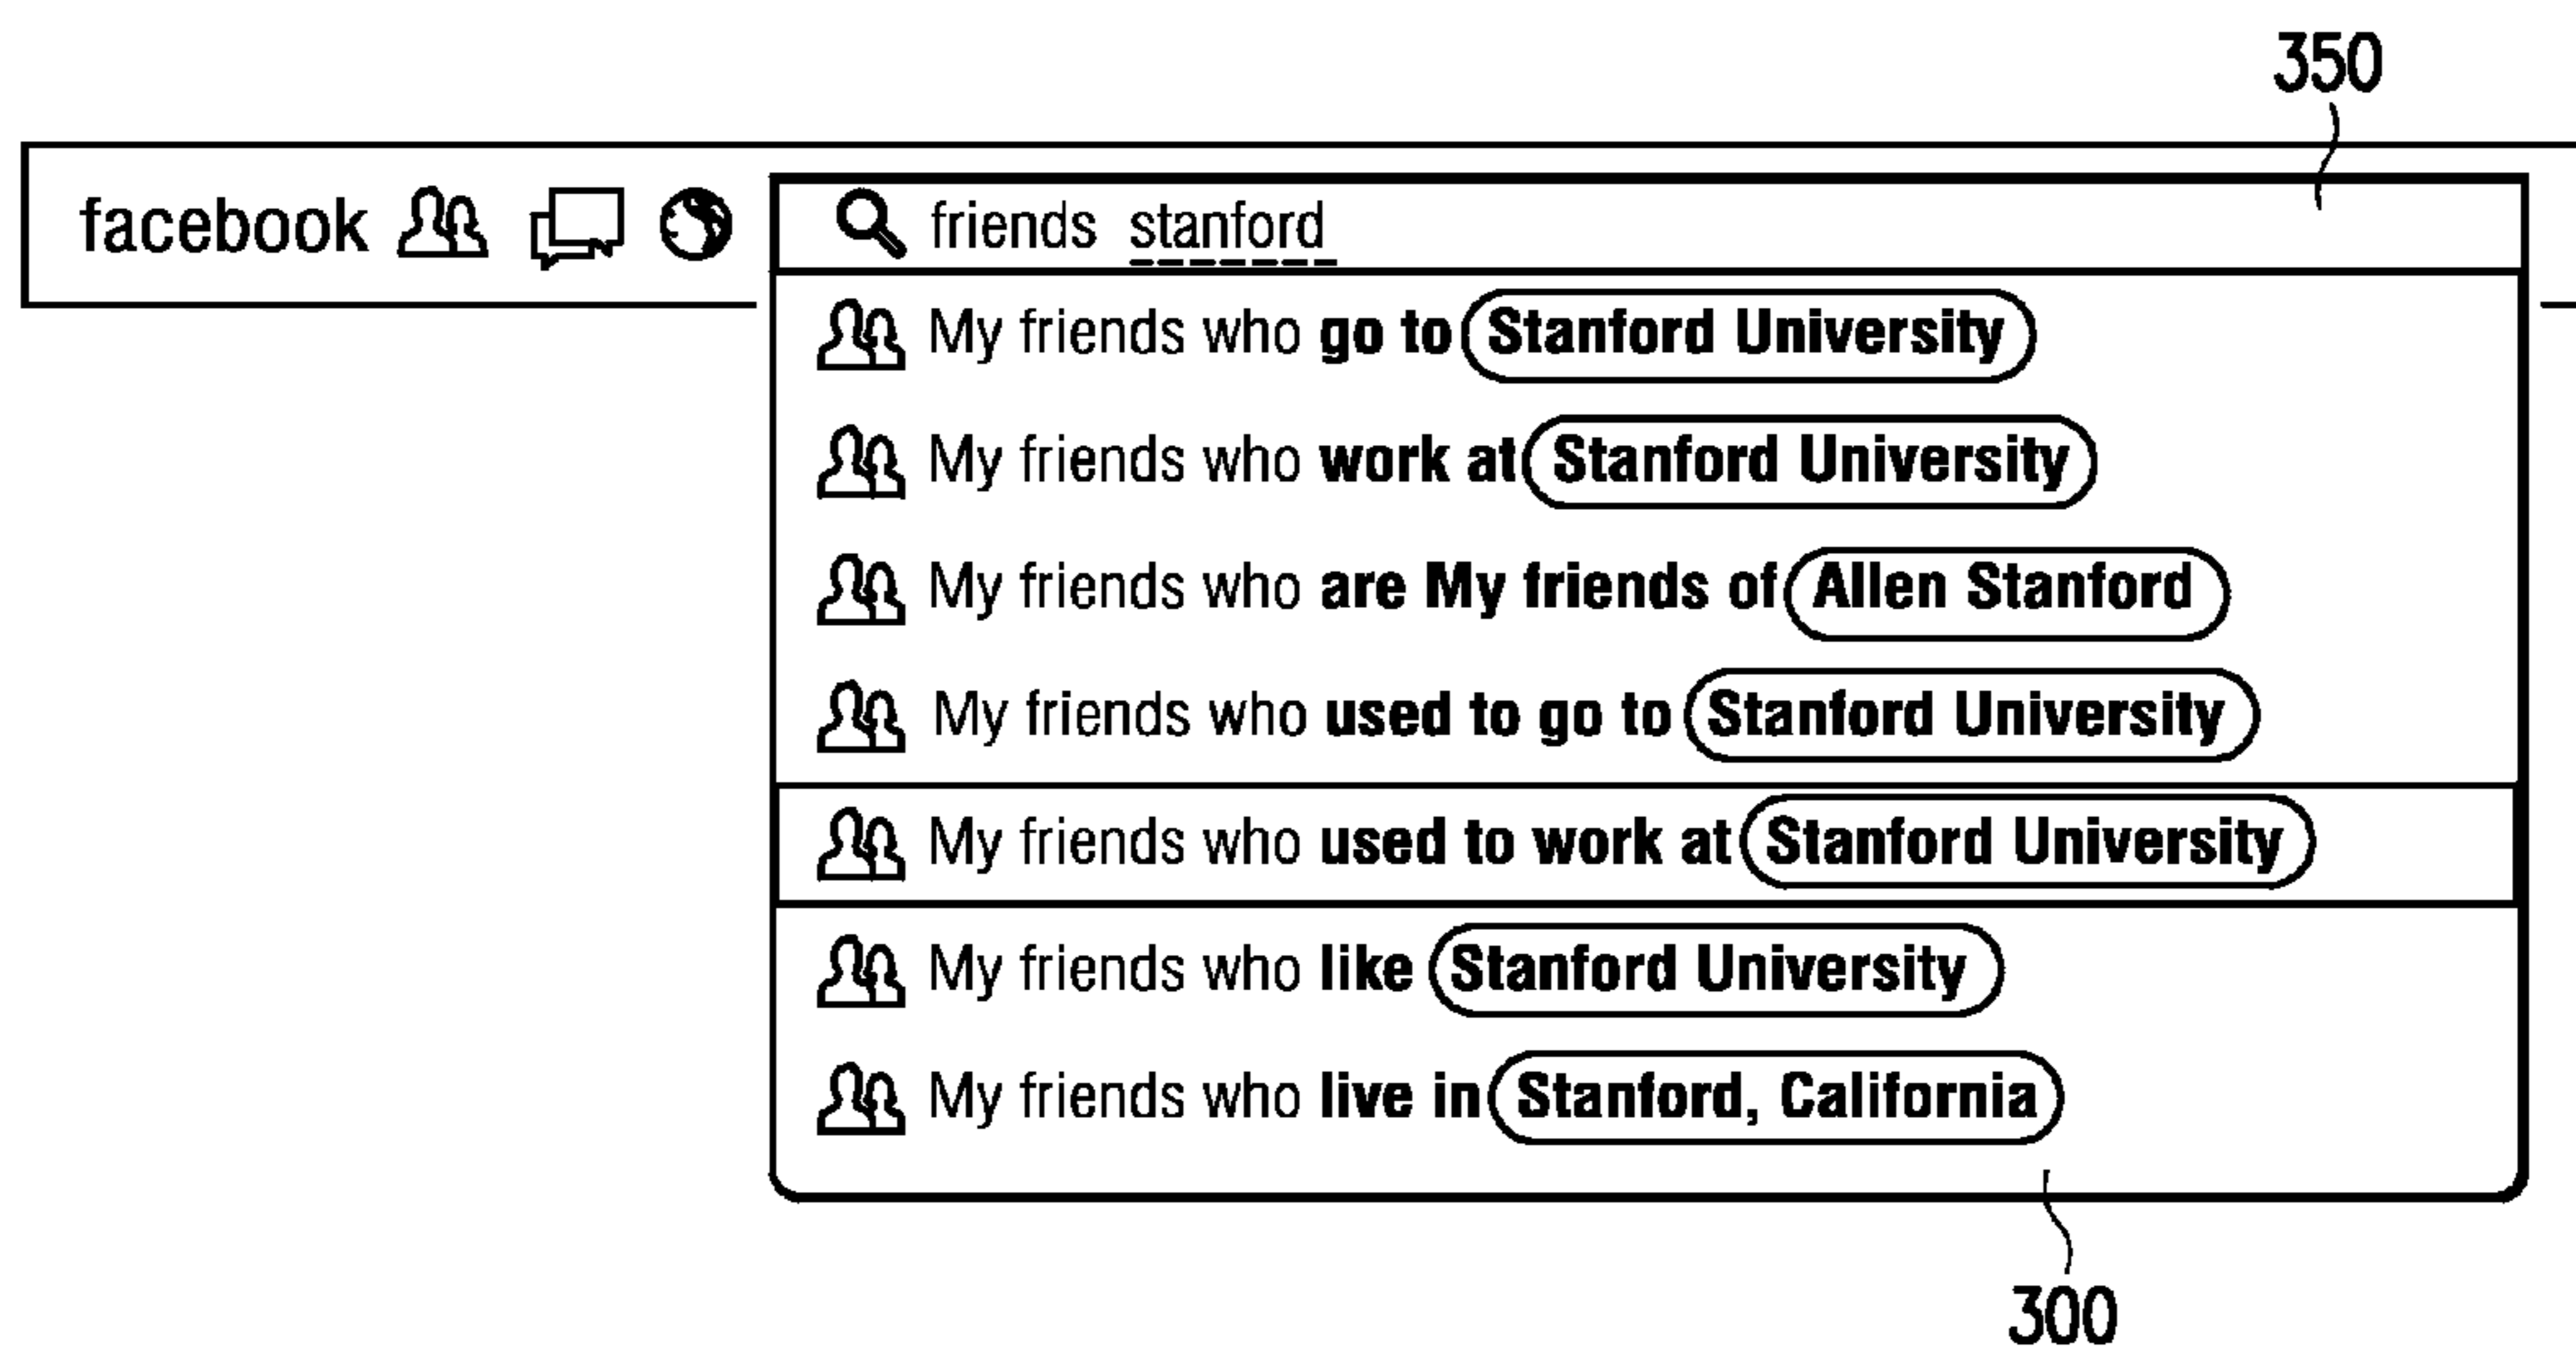 350
facebook friends stanford
My friends who go to Stanford University
My friends who work at Stanford University
My friends who are My friends of Allen Stanford
My friends who used to go to Stanford University
My friends who used to work at Stanford University
My friends who like Stanford University
My friends who live in Stanford, California
300